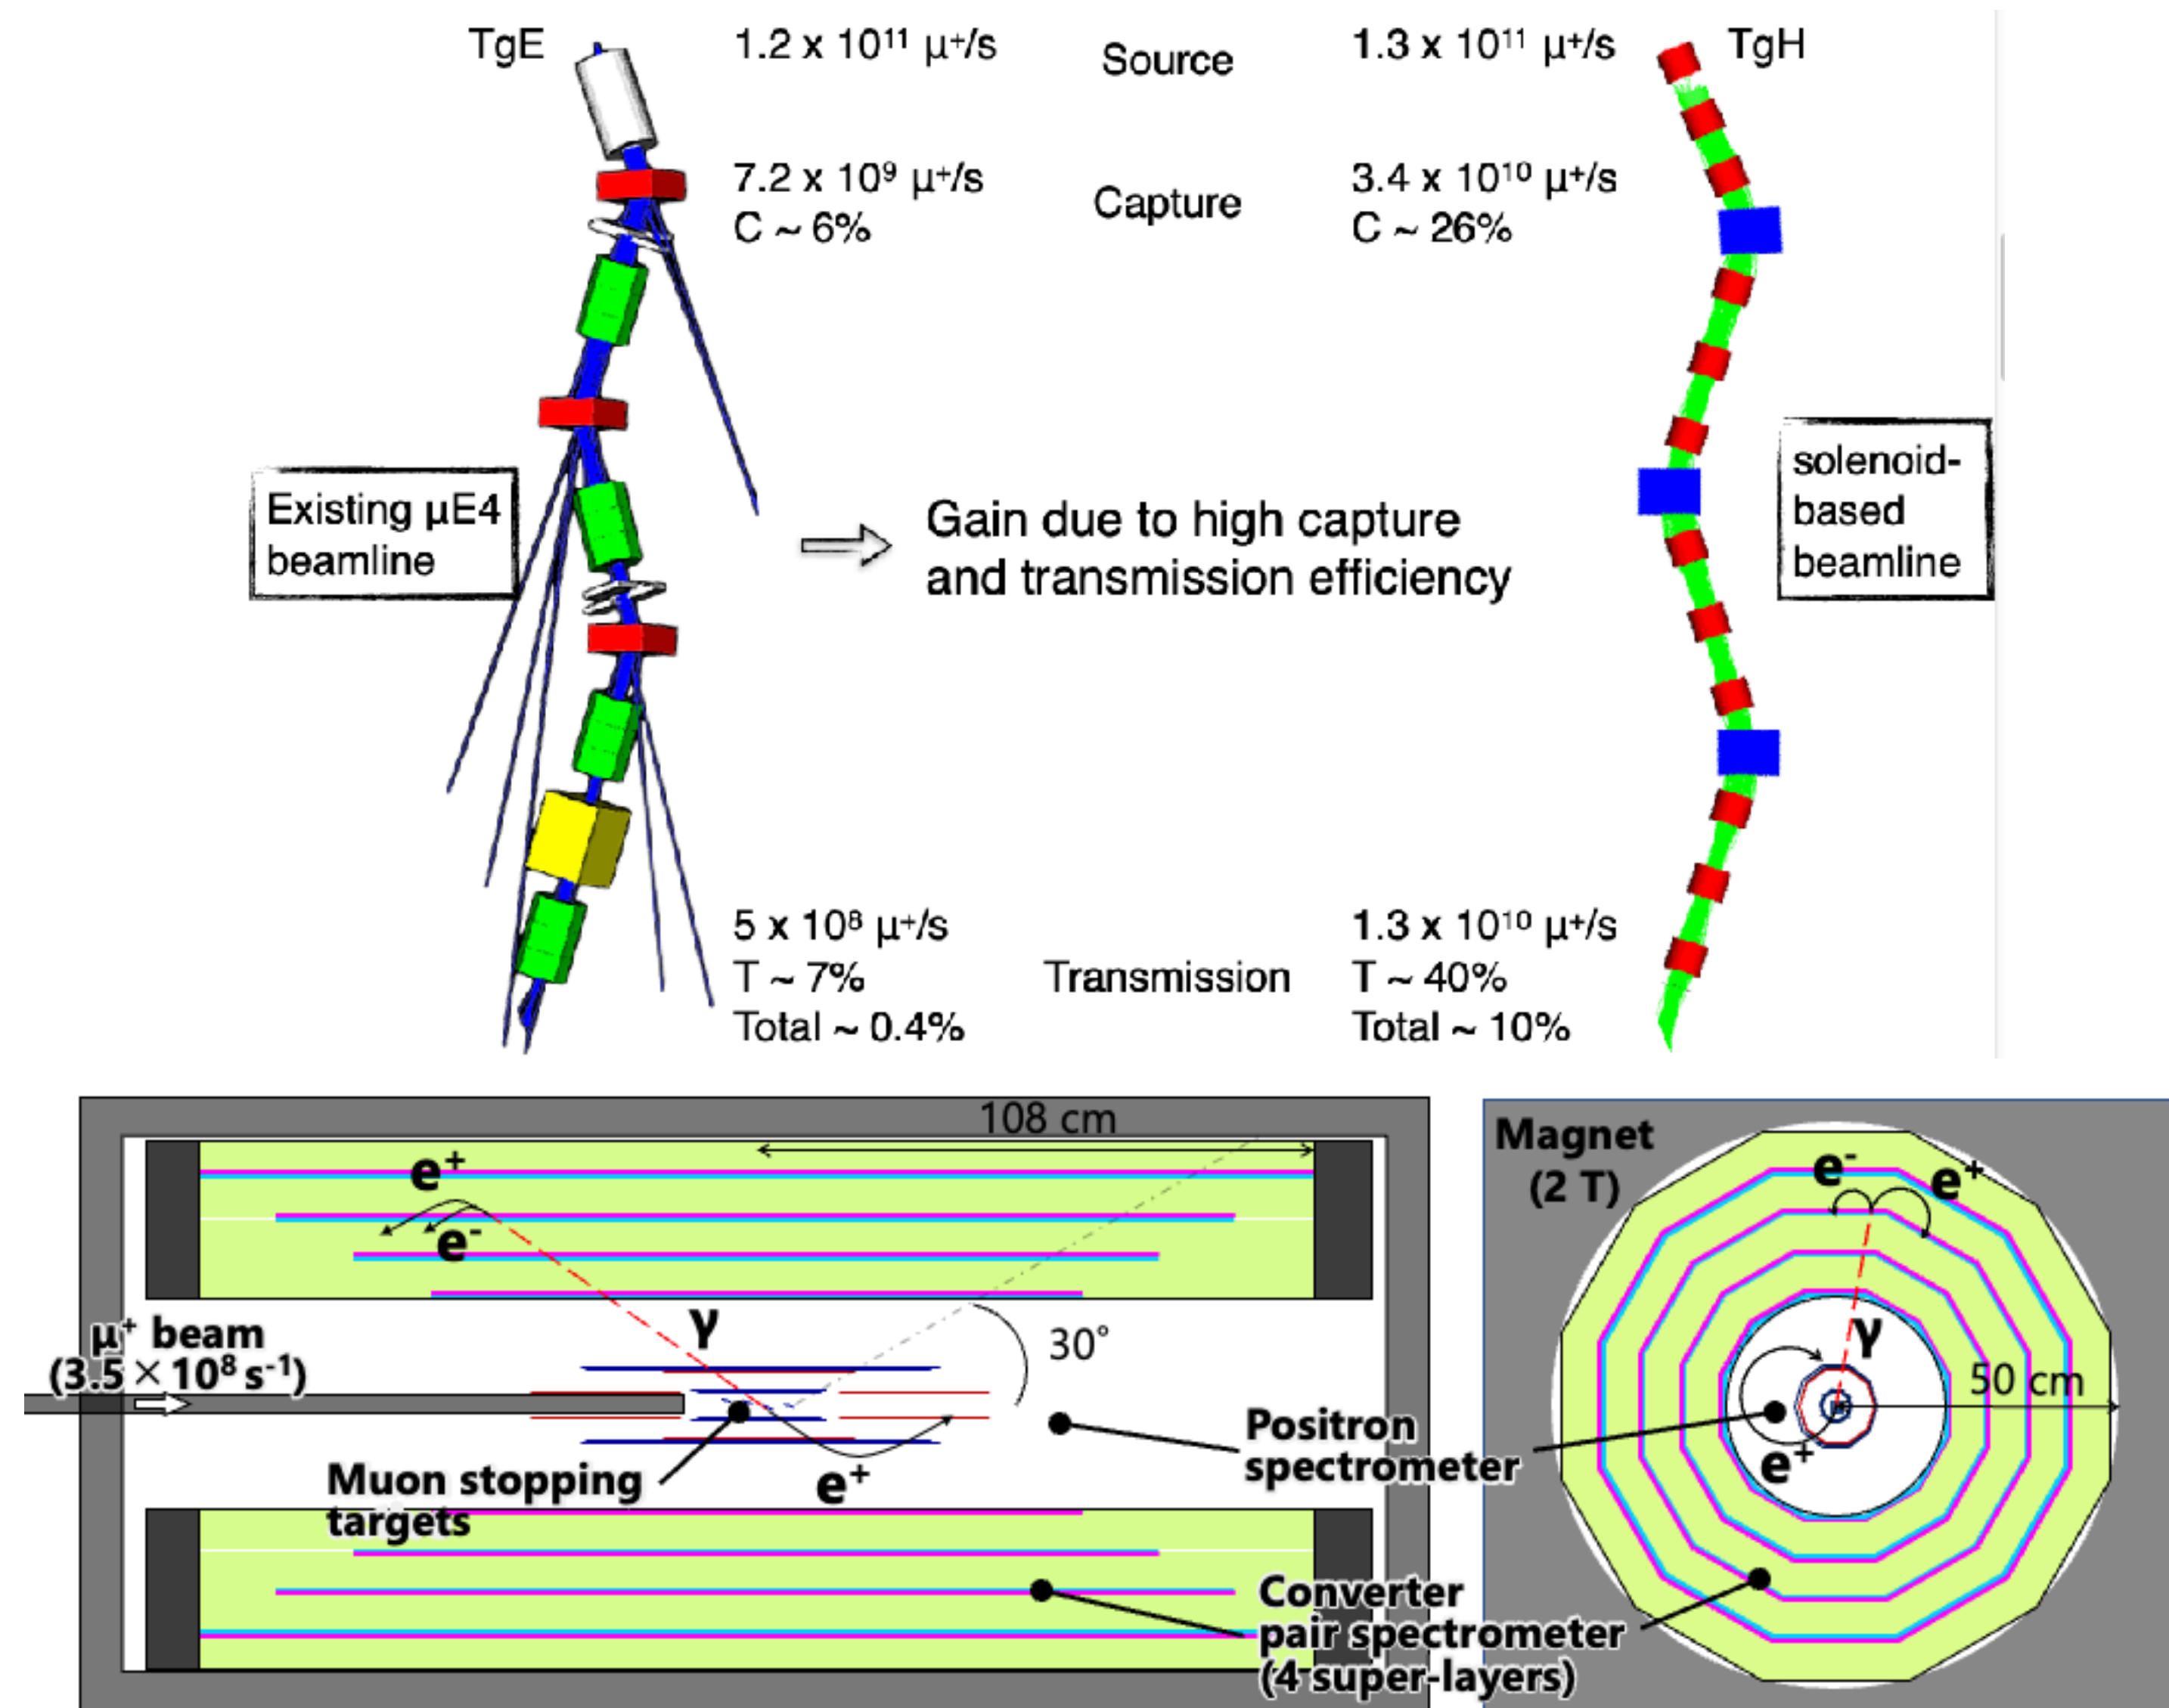 TgE
1.2 x 10¹¹ µ⁺/s
Source
1.3 x 10¹¹ µ⁺/s
TgH
7.2 x 10⁹ µ⁺/s
C ~ 6%
Capture
3.4 x 10¹⁰ µ⁺/s
C ~ 26%
Existing µE4
beamline
Gain due to high capture
and transmission efficiency
solenoid-
based
beamline
5 x 10⁸ µ⁺/s
T ~ 7%
Total ~ 0.4%
Transmission
1.3 x 10¹⁰ µ⁺/s
T ~ 40%
Total ~ 10%
108 cm
e⁺
e⁻
γ
30°
µ⁺ beam
(3.5×10⁸ s⁻¹)
Muon stopping
targets
e⁺
Positron
spectrometer
Converter
pair spectrometer
(4 super-layers)
Magnet
(2 T)
e⁻
e⁺
γ
50 cm
e⁺